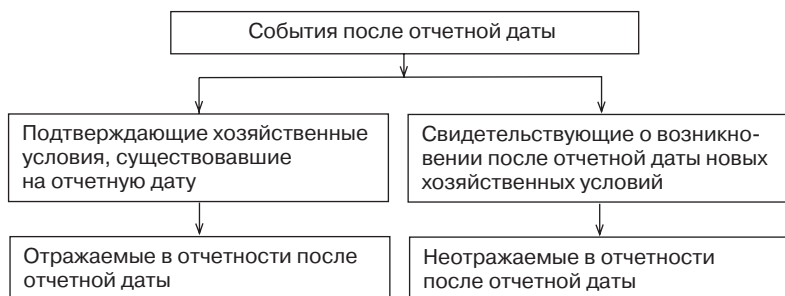 События после отчетной даты
Подтверждающие хозяйственные
условия, существовавшие
на отчетную дату
Свидетельствующие о возникно-
вении после отчетной даты новых
хозяйственных условий
Отражаемые в отчетности после
отчетной даты
Неотражаемые в отчетности
после отчетной даты